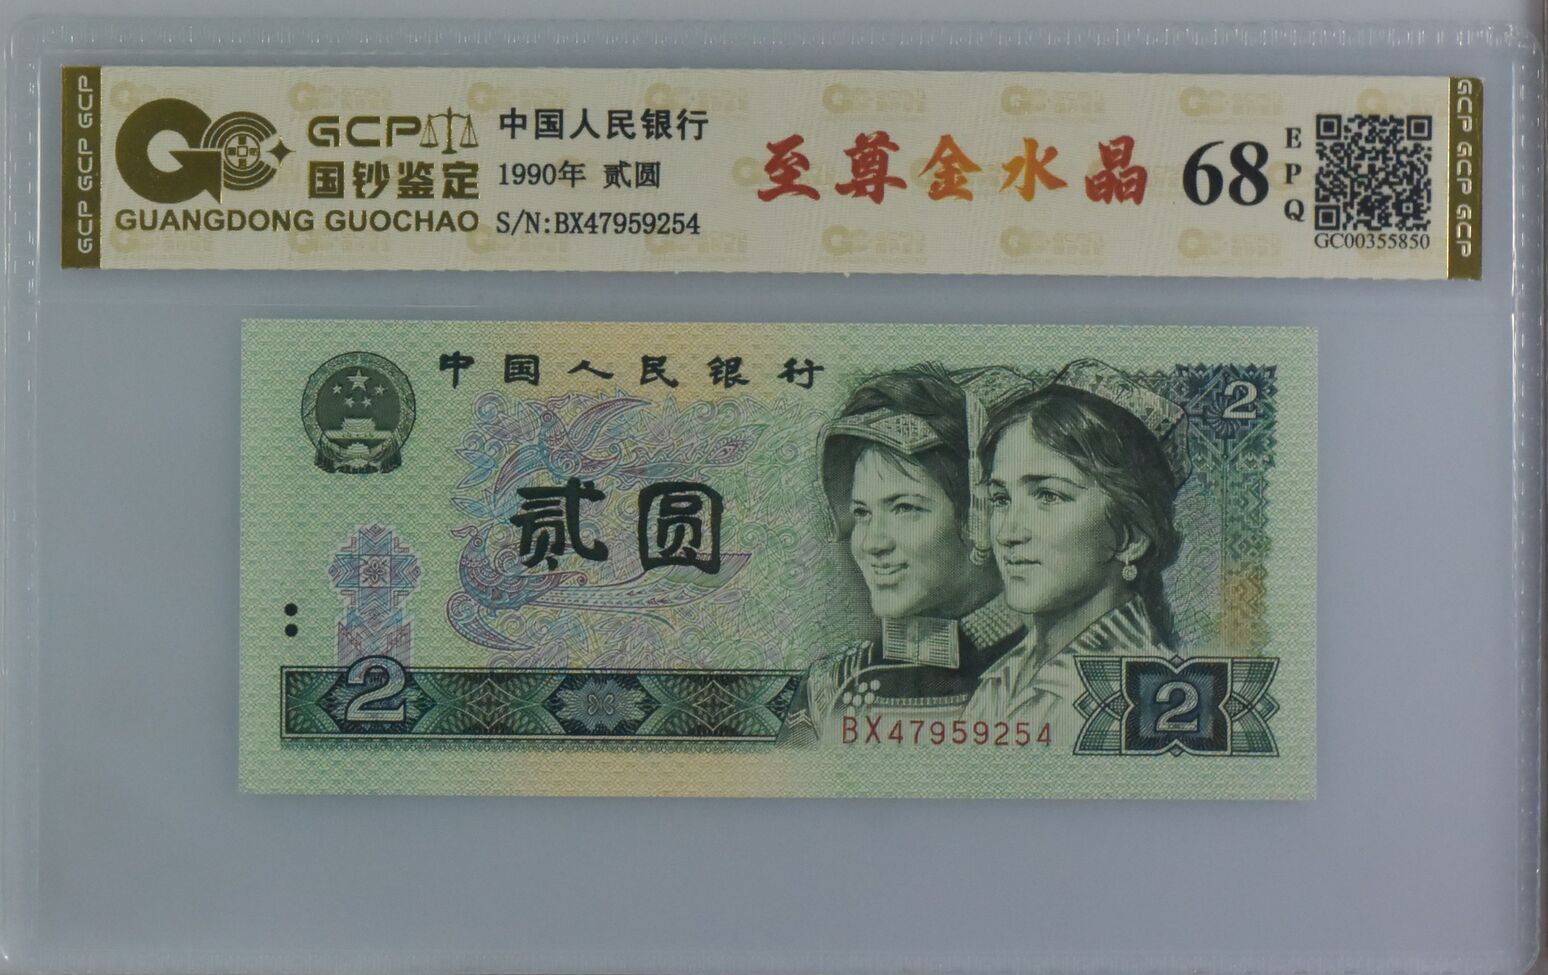 GCP GCP GCP
GCP
国钞鉴定
GUANGDONG GUOCHAO
中国人民银行
1990年 贰圆
S/N:BX47959254
至尊金水晶
68
EPQ
GC00355850
GCP GCP GCP
中国人民银行
2
贰圆
2
BX47959254
2